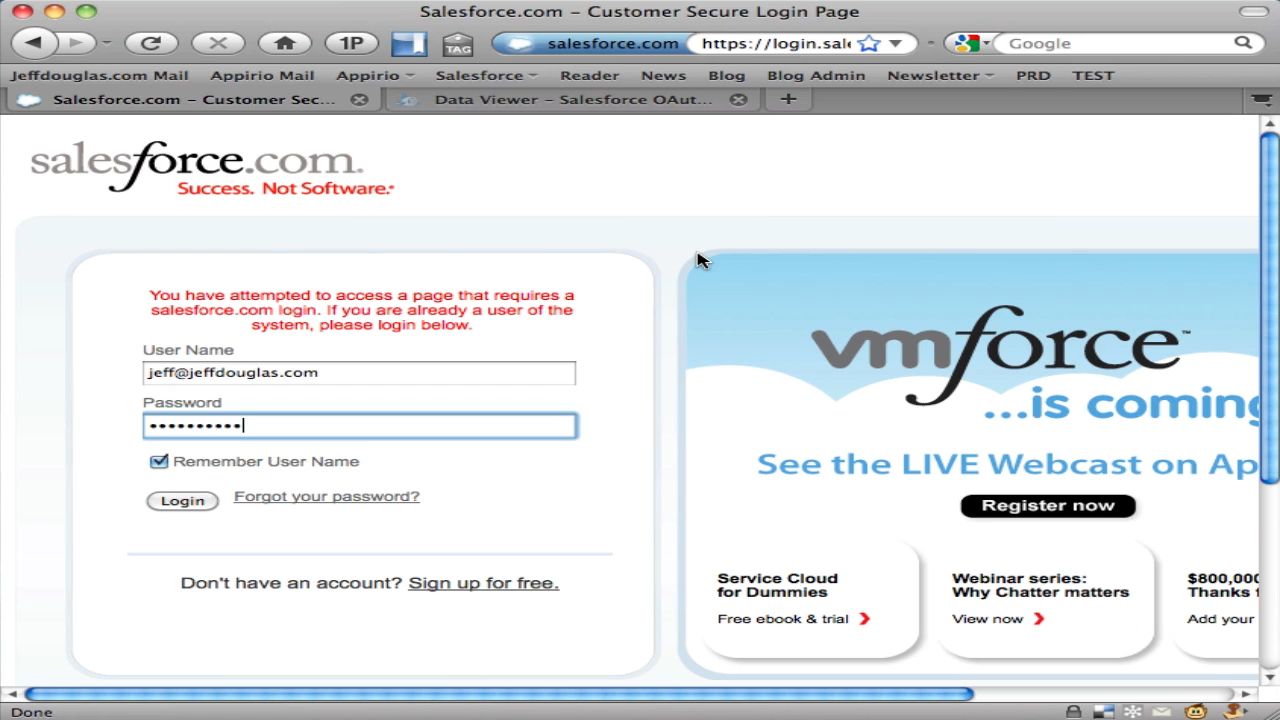 Salesforce.com – Customer Secure Login Page
1P
TAG
salesforce.com
https://login.sal
Google
Jeffdouglas.com Mail
Appirio Mail
Appirio
Salesforce
Reader
News
Blog
Blog Admin
Newsletter
PRD
TEST
Salesforce.com – Customer Sec...
Data Viewer – Salesforce OAut...
salesforce.com.
Success. Not Software.
You have attempted to access a page that requires a
salesforce.com login. If you are already a user of the
system, please login below.
User Name
jeff@jeffdouglas.com
Password
••••••••••
Remember User Name
Login
Forgot your password?
Don't have an account? Sign up for free.
vmforce™
...is coming
See the LIVE Webcast on Ap
Register now
Service Cloud
for Dummies
Free ebook & trial
Webinar series:
Why Chatter matters
View now
$800,000
Thanks
Add your
Done